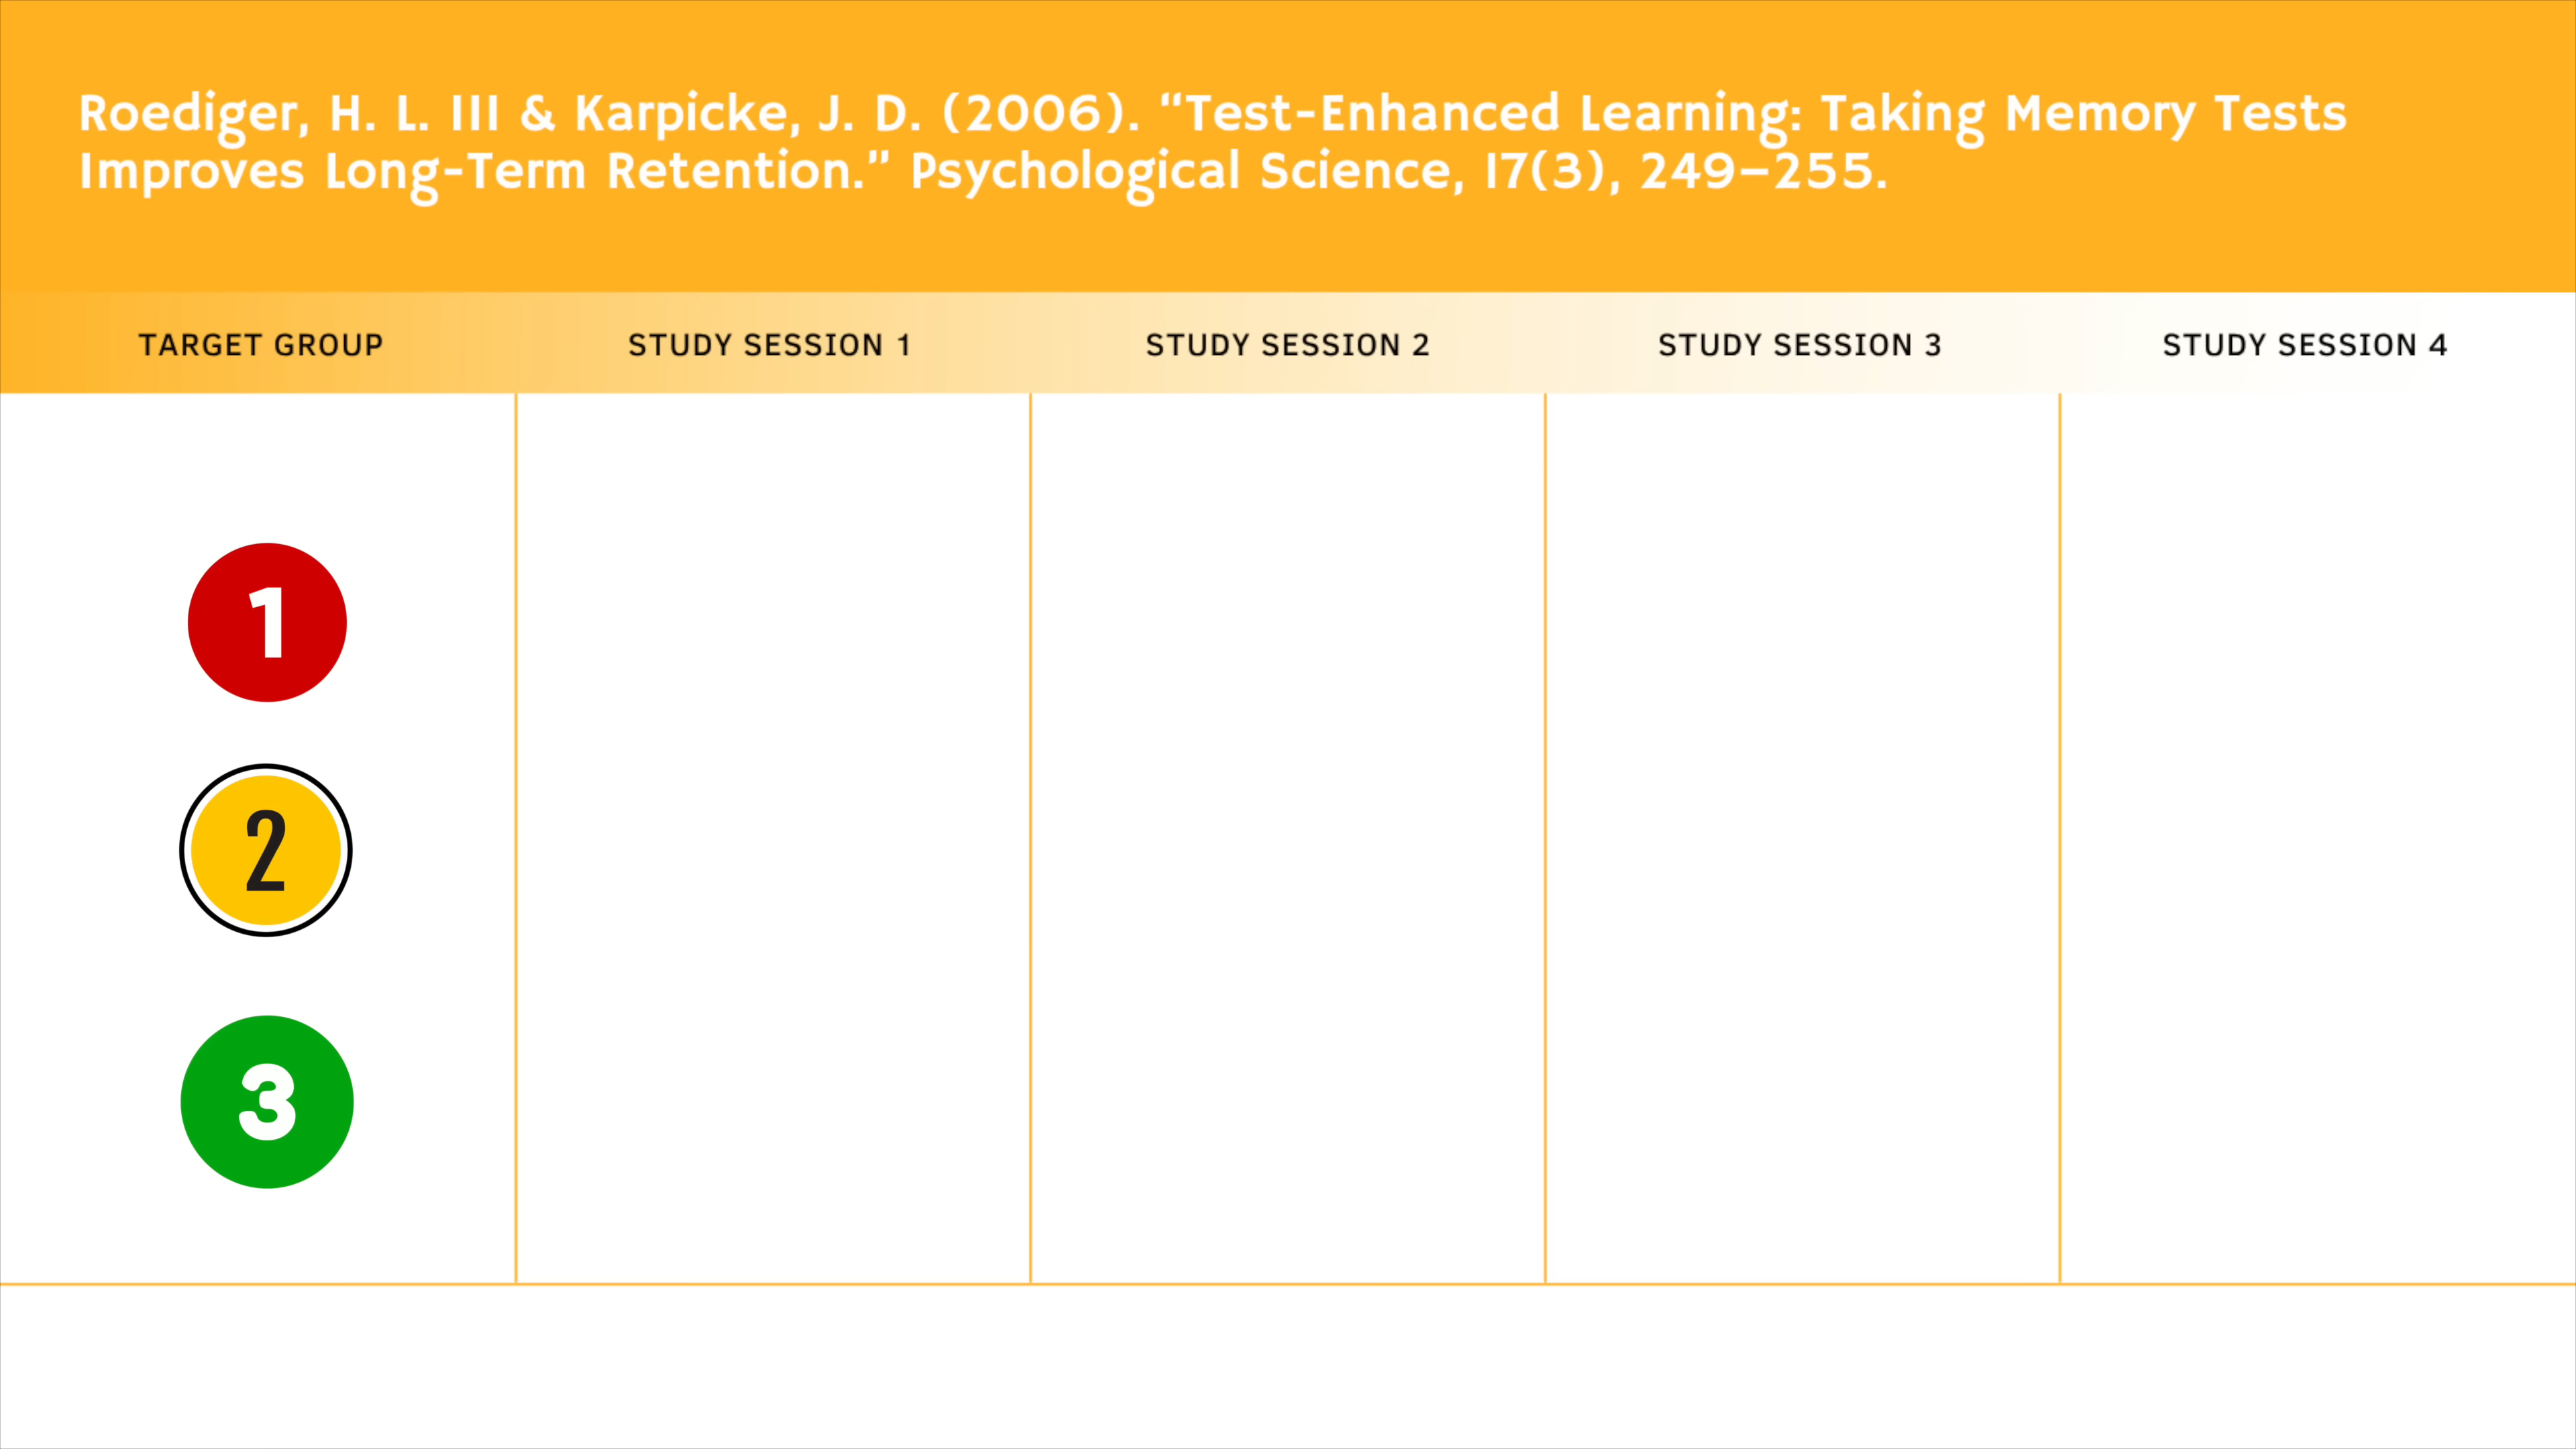 Roediger, H. L. III & Karpicke, J. D. (2006). “Test-Enhanced Learning: Taking Memory Tests
Improves Long-Term Retention.” Psychological Science, 17(3), 249–255.
TARGET GROUP STUDY SESSION 1 STUDY SESSION 2 STUDY SESSION 3 STUDY SESSION 4
1
2
3